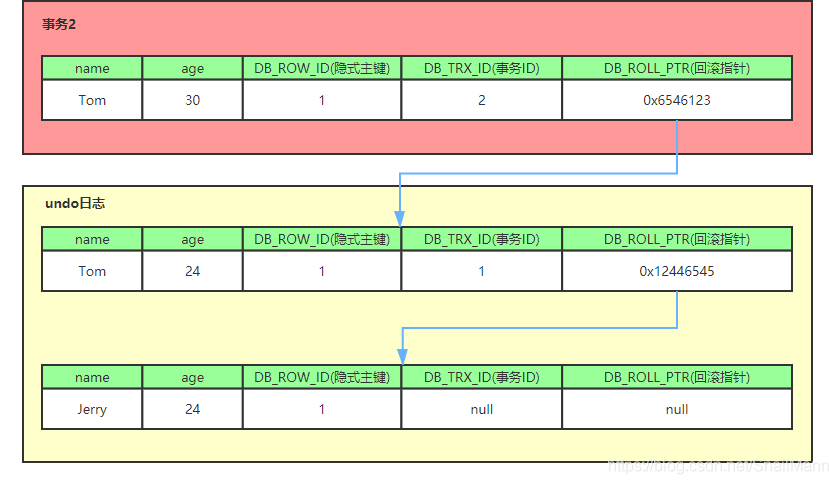 事务2
name age DB_ROW_ID(隐式主键) DB_TRX_ID(事务ID) DB_ROLL_PTR(回滚指针)
Tom 30 1 2 0x6546123
undo日志
name age DB_ROW_ID(隐式主键) DB_TRX_ID(事务ID) DB_ROLL_PTR(回滚指针)
Tom 24 1 1 0x12446545
name age DB_ROW_ID(隐式主键) DB_TRX_ID(事务ID) DB_ROLL_PTR(回滚指针)
Jerry 24 1 null null
https://blog.csdn.net/SnailMann